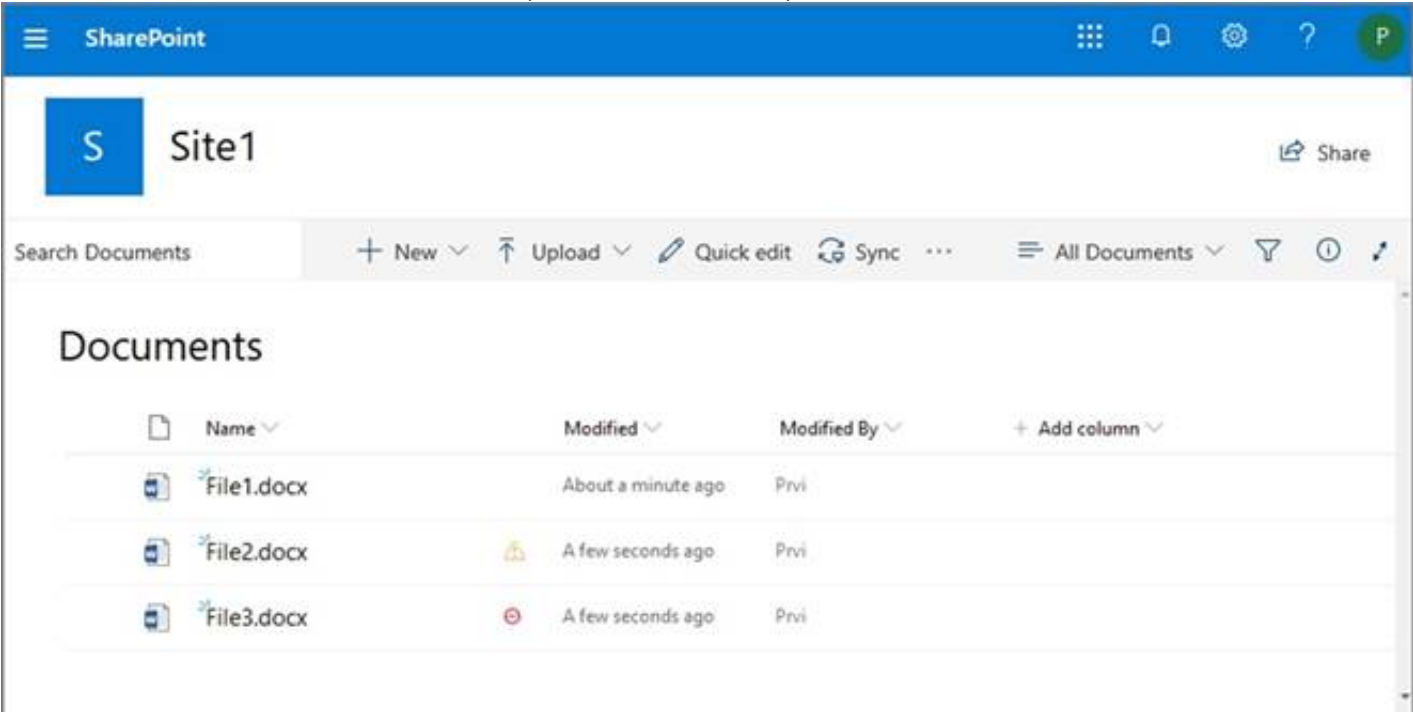 SharePoint
?
P
S
Site1
Share
Search Documents
New
Upload
Quick edit
Sync
...
All Documents
Documents
Name
Modified
Modified By
+ Add column
File1.docx
About a minute ago
Prvi
File2.docx
A few seconds ago
Prvi
File3.docx
A few seconds ago
Prvi